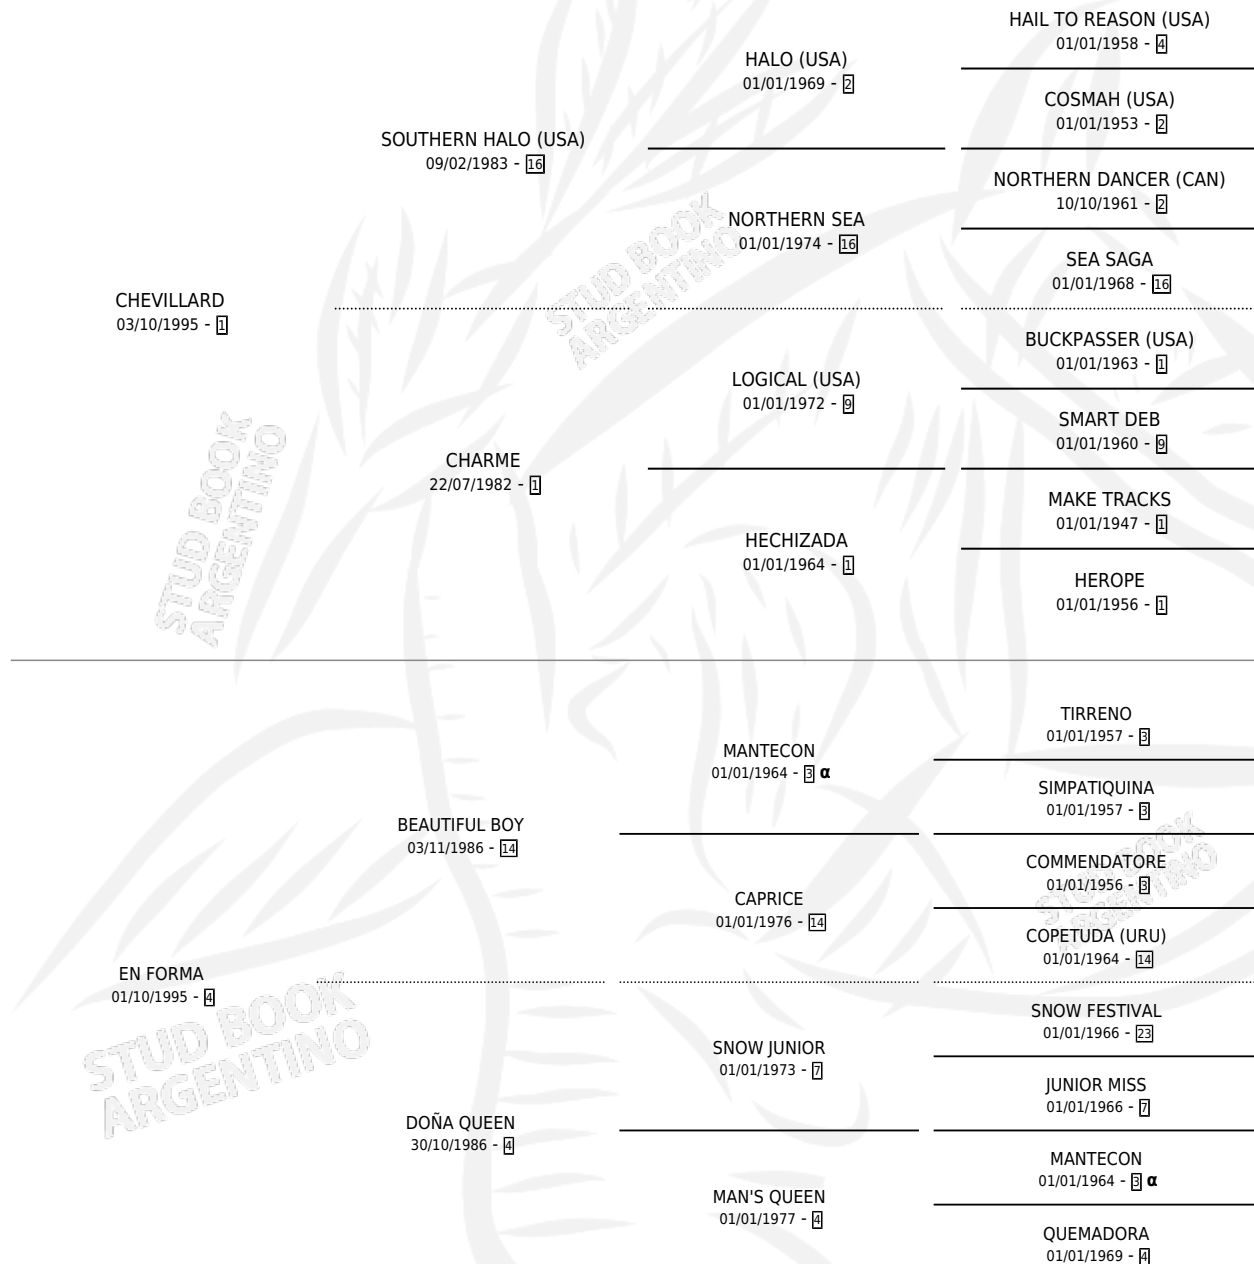 HAIL TO REASON (USA)
01/01/1958 - 4
HALO (USA)
01/01/1969 - 2
COSMAH (USA)
01/01/1953 - 2
SOUTHERN HALO (USA)
09/02/1983 - 16
NORTHERN DANCER (CAN)
10/10/1961 - 2
NORTHERN SEA
01/01/1974 - 16
SEA SAGA
01/01/1968 - 16
STUD BOOK
ARGENTINO
CHEVILLARD
03/10/1995 - 1
BUCKPASSER (USA)
01/01/1963 - 1
LOGICAL (USA)
01/01/1972 - 9
SMART DEB
01/01/1960 - 9
CHARME
22/07/1982 - 1
MAKE TRACKS
01/01/1947 - 1
HECHIZADA
01/01/1964 - 1
HEROPE
01/01/1956 - 1
STUD BOOK
ARGENTINO
TIRRENO
01/01/1957 - 3
MANTECON
01/01/1964 - 3 α
SIMPATIQUINA
01/01/1957 - 3
BEAUTIFUL BOY
03/11/1986 - 14
COMMENDATORE
01/01/1956 - 3
CAPRICE
01/01/1976 - 14
COPETUDA (URU)
01/01/1964 - 14
STUD BOOK
ARGENTINO
EN FORMA
01/10/1995 - 4
SNOW FESTIVAL
01/01/1966 - 23
SNOW JUNIOR
01/01/1973 - 7
JUNIOR MISS
01/01/1966 - 7
STUD BOOK
ARGENTINO
DOÑA QUEEN
30/10/1986 - 4
MANTECON
01/01/1964 - 3 α
MAN'S QUEEN
01/01/1977 - 4
QUEMADORA
01/01/1969 - 4